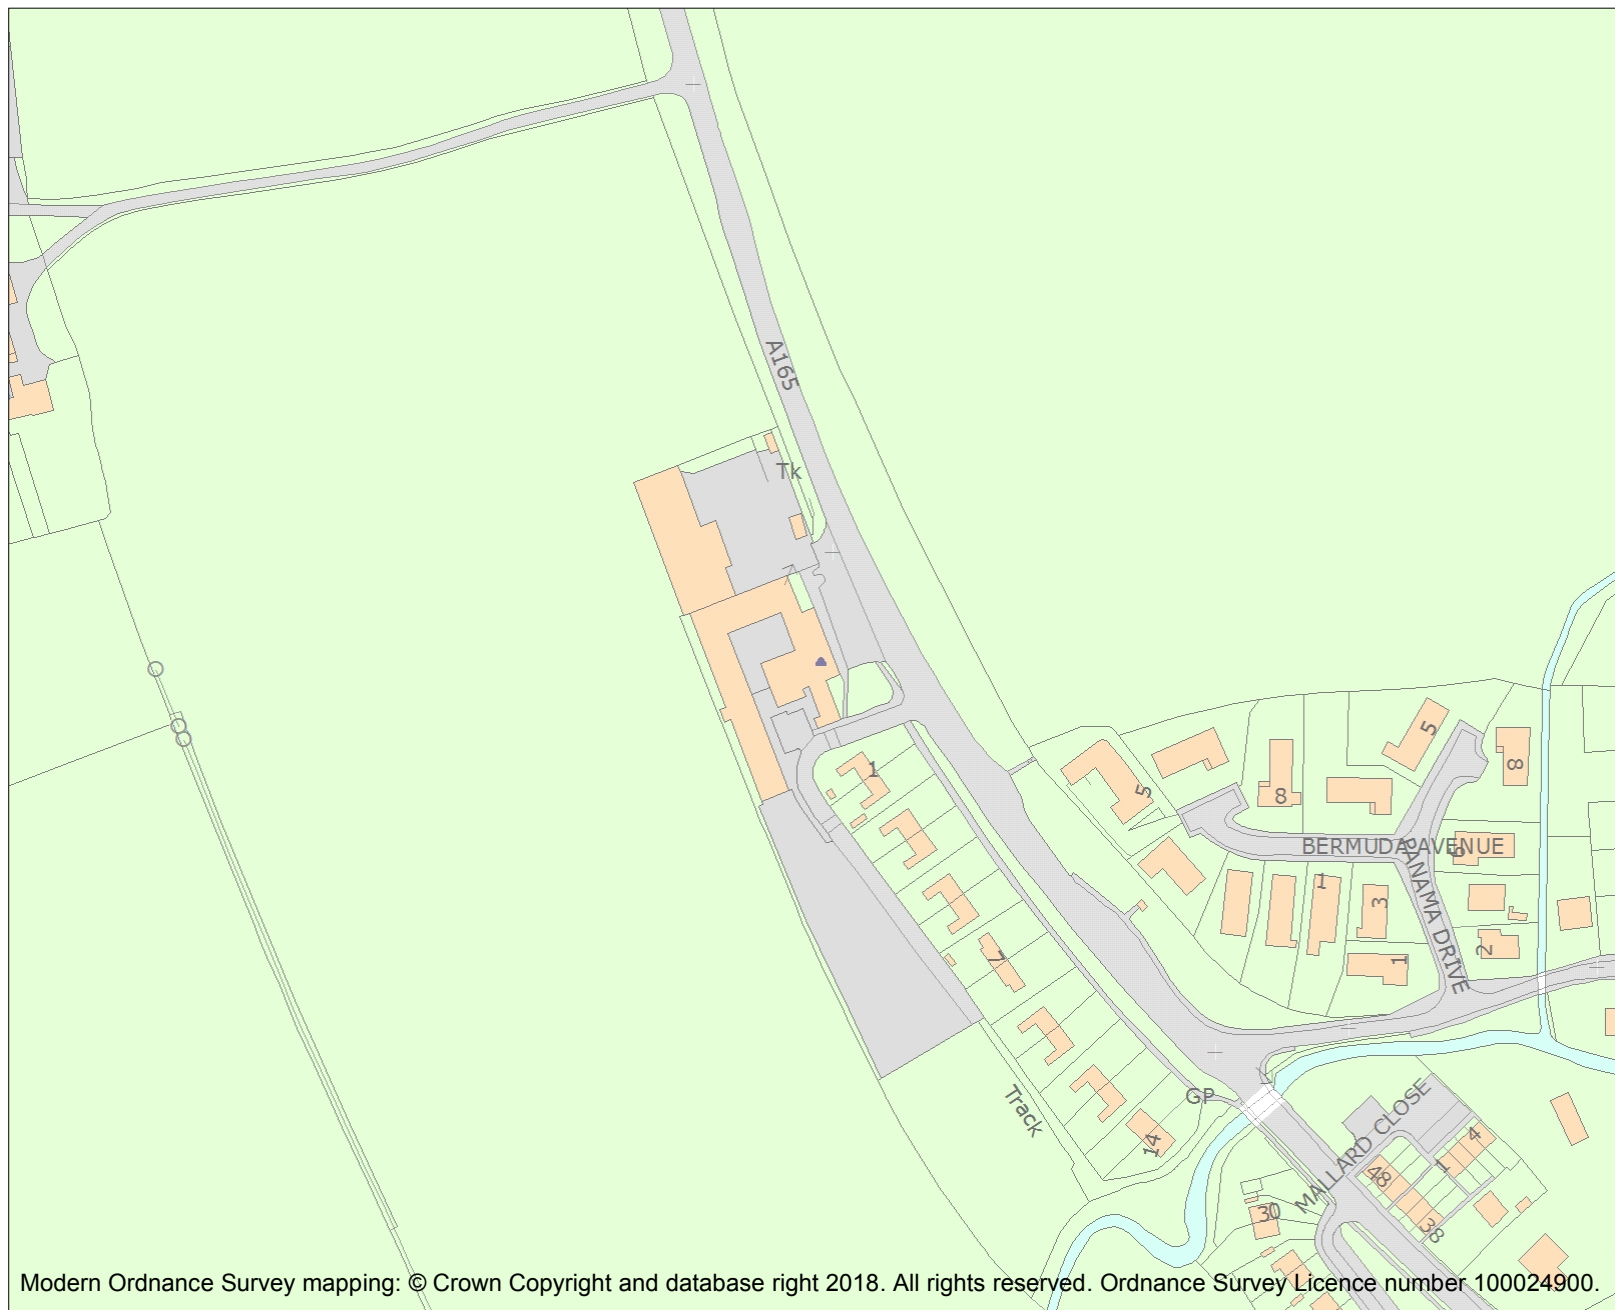 A165
Tk
1
5
5
8
8
BERMUDA AVENUE
6
PANAMA DRIVE
1
3
7
1
2
GP
Track
14
MALLARD CLOSE
4
1
48
30
38
Modern Ordnance Survey mapping: © Crown Copyright and database right 2018. All rights reserved. Ordnance Survey Licence number 100024900.